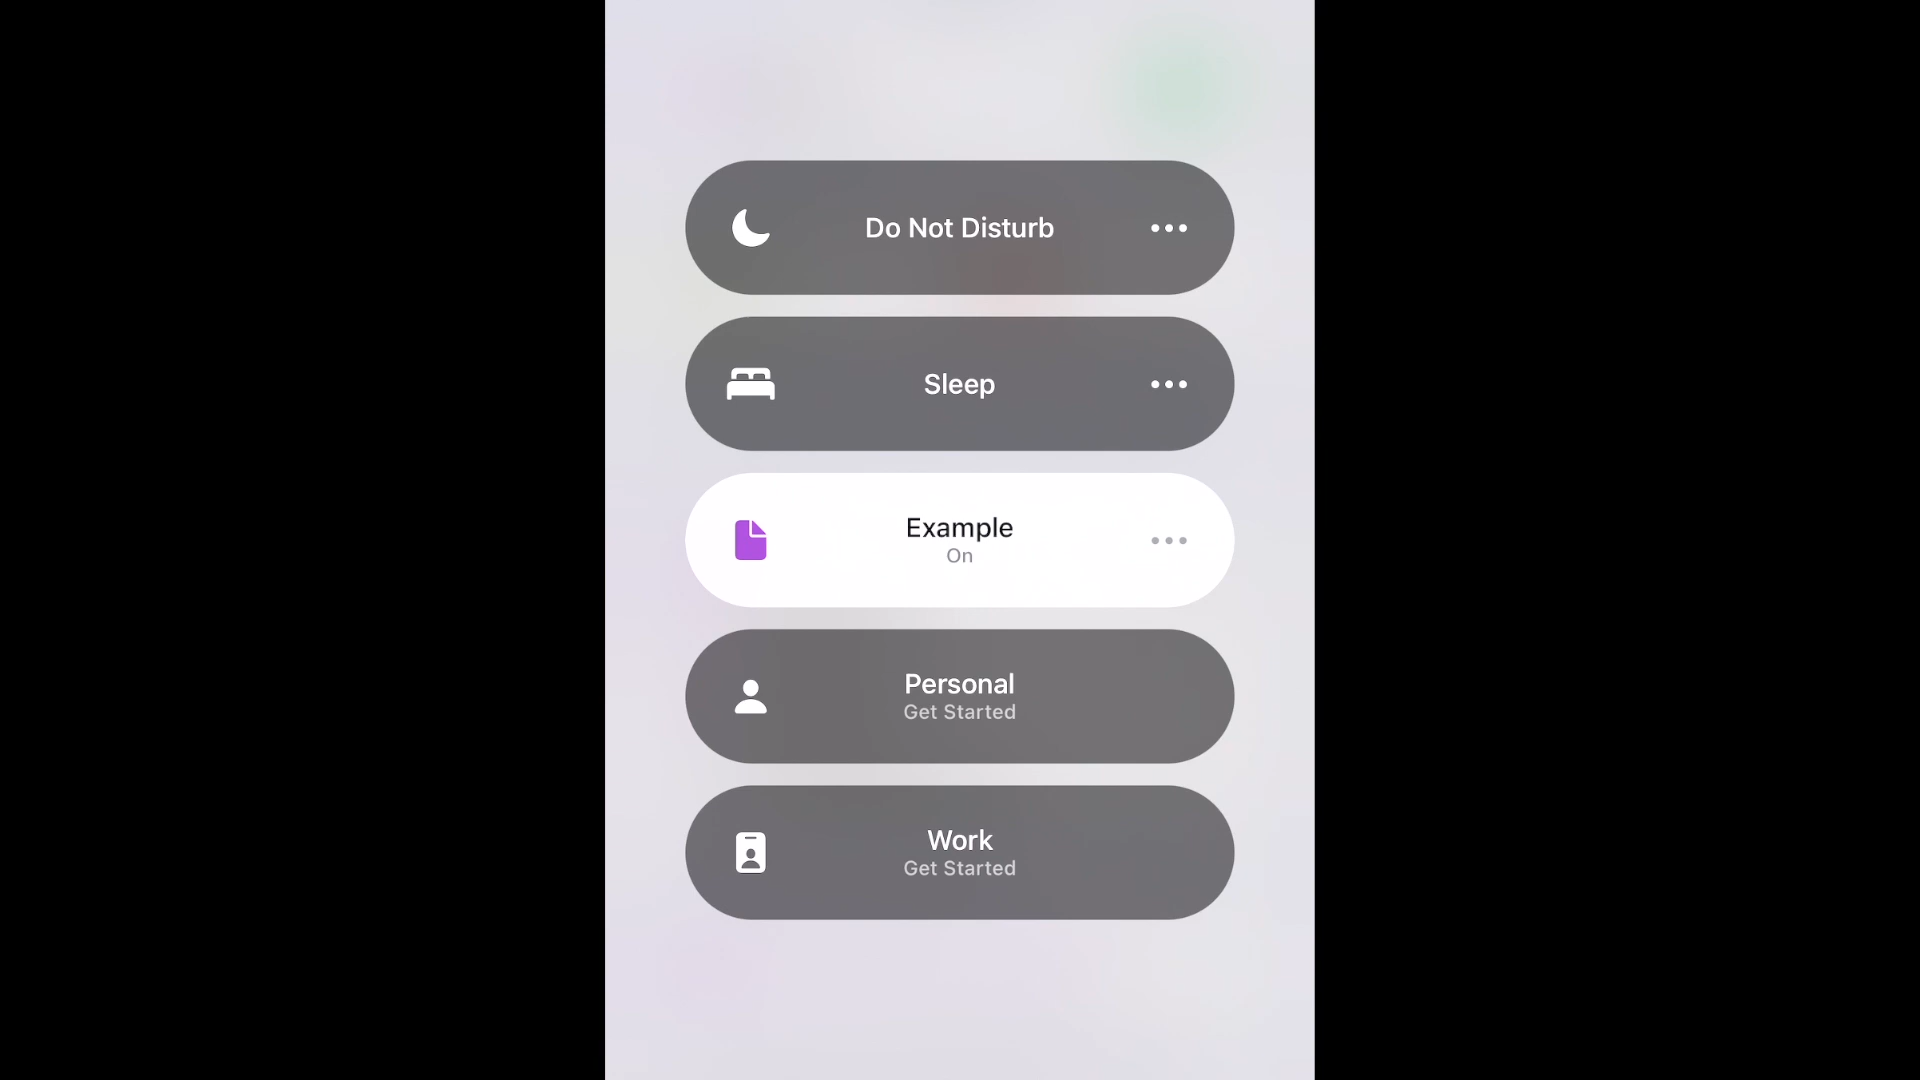 Do Not Disturb
Sleep
Example
On
Personal
Get Started
Work
Get Started